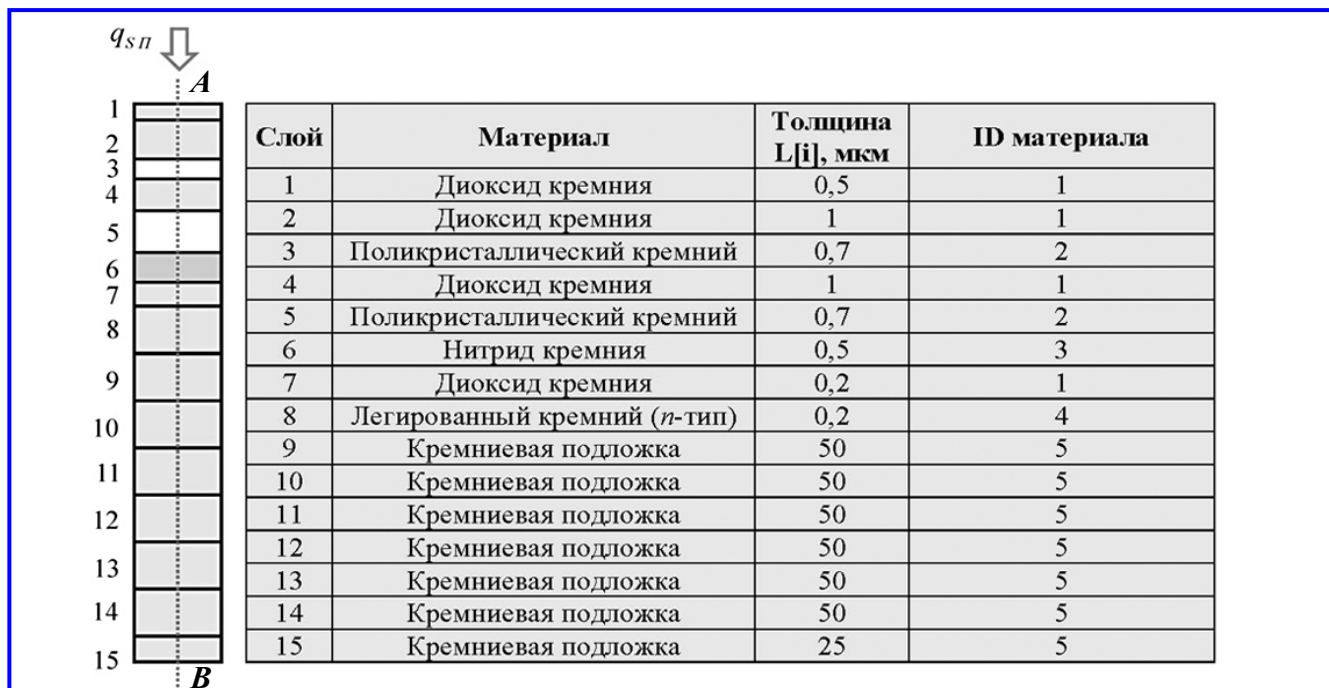 q_{sп}
A
1
2
3
4
5
6
7
8
9
10
11
12
13
14
15
B
Слой Материал Толщина L[i], мкм ID материала
1 Диоксид кремния 0,5 1
2 Диоксид кремния 1 1
3 Поликристаллический кремний 0,7 2
4 Диоксид кремния 1 1
5 Поликристаллический кремний 0,7 2
6 Нитрид кремния 0,5 3
7 Диоксид кремния 0,2 1
8 Легированный кремний (n-тип) 0,2 4
9 Кремниевая подложка 50 5
10 Кремниевая подложка 50 5
11 Кремниевая подложка 50 5
12 Кремниевая подложка 50 5
13 Кремниевая подложка 50 5
14 Кремниевая подложка 50 5
15 Кремниевая подложка 25 5